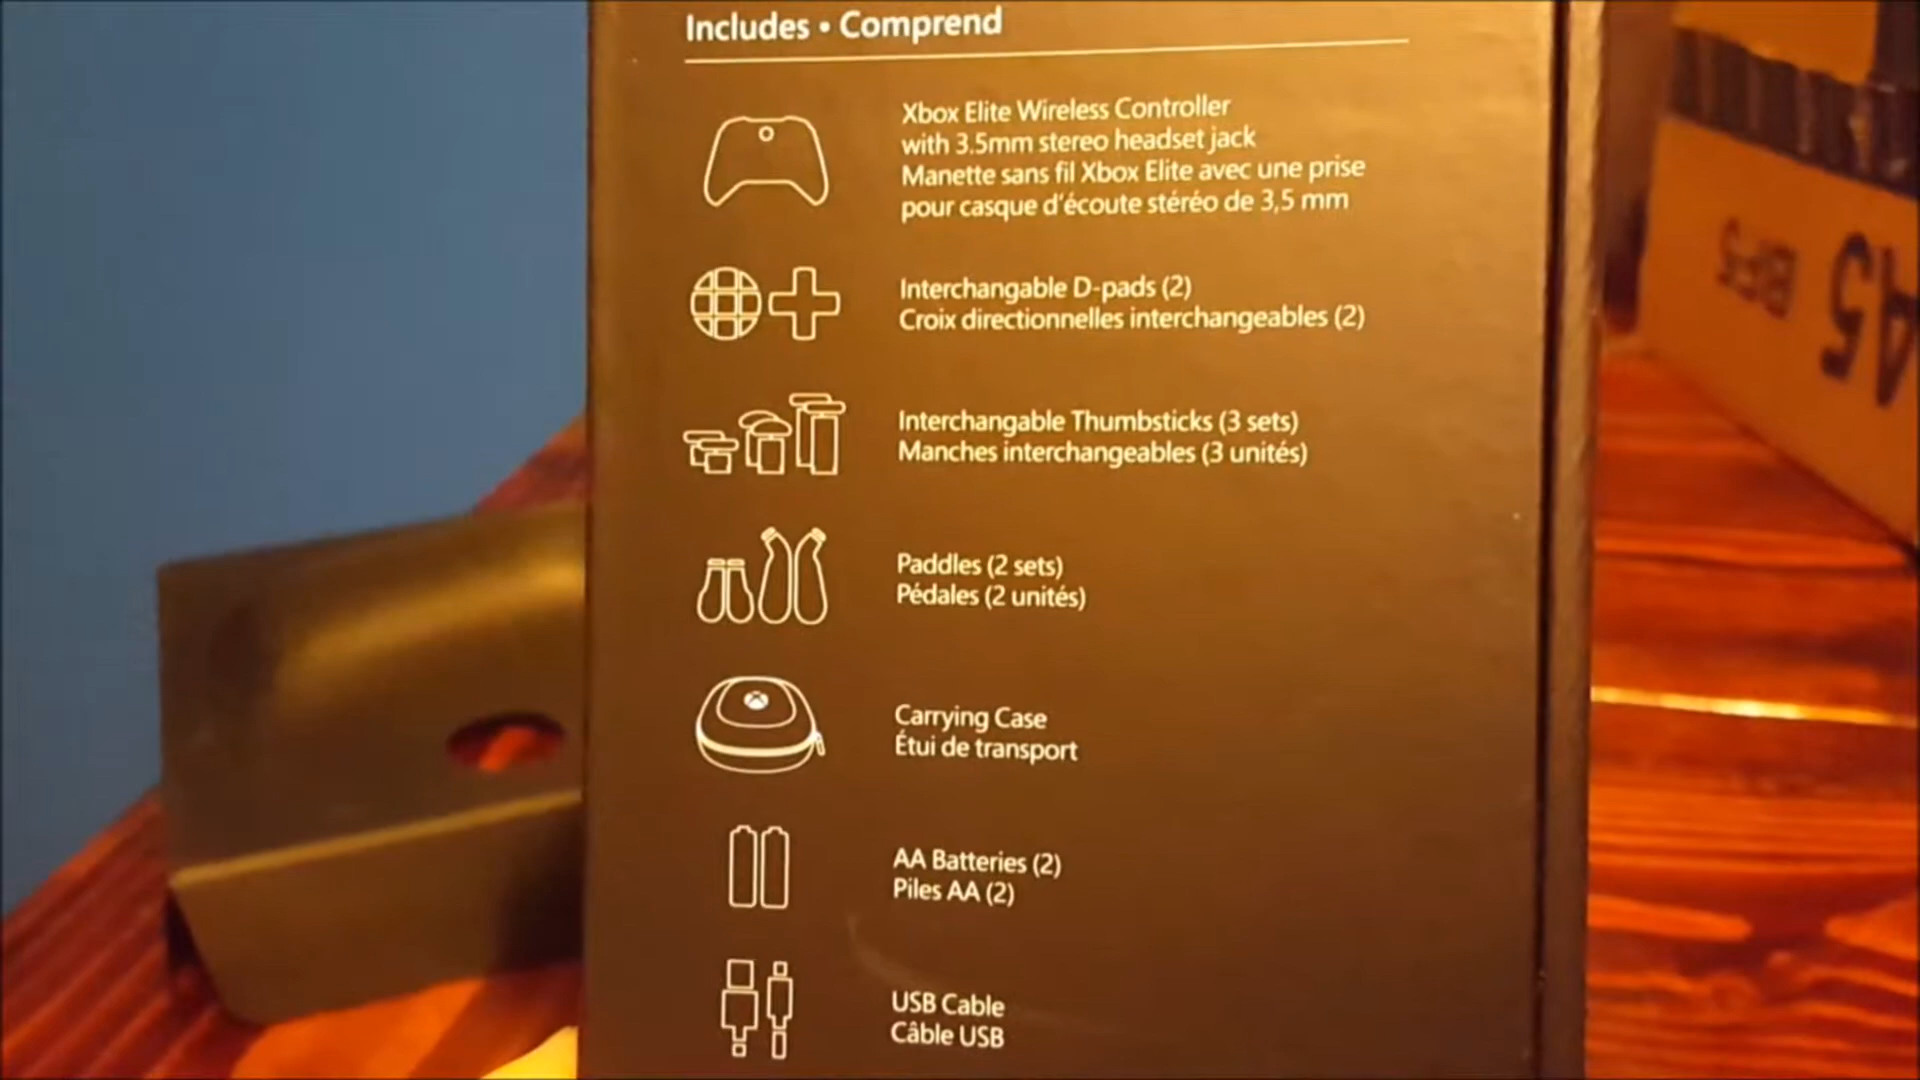 Includes • Comprend
Xbox Elite Wireless Controller
with 3.5mm stereo headset jack
Manette sans fil Xbox Elite avec une prise
pour casque d'écoute stéréo de 3,5 mm
Interchangable D-pads (2)
Croix directionnelles interchangeables (2)
Interchangable Thumbsticks (3 sets)
Manches interchangeables (3 unités)
Paddles (2 sets)
Pédales (2 unités)
Carrying Case
Étui de transport
AA Batteries (2)
Piles AA (2)
USB Cable
Câble USB